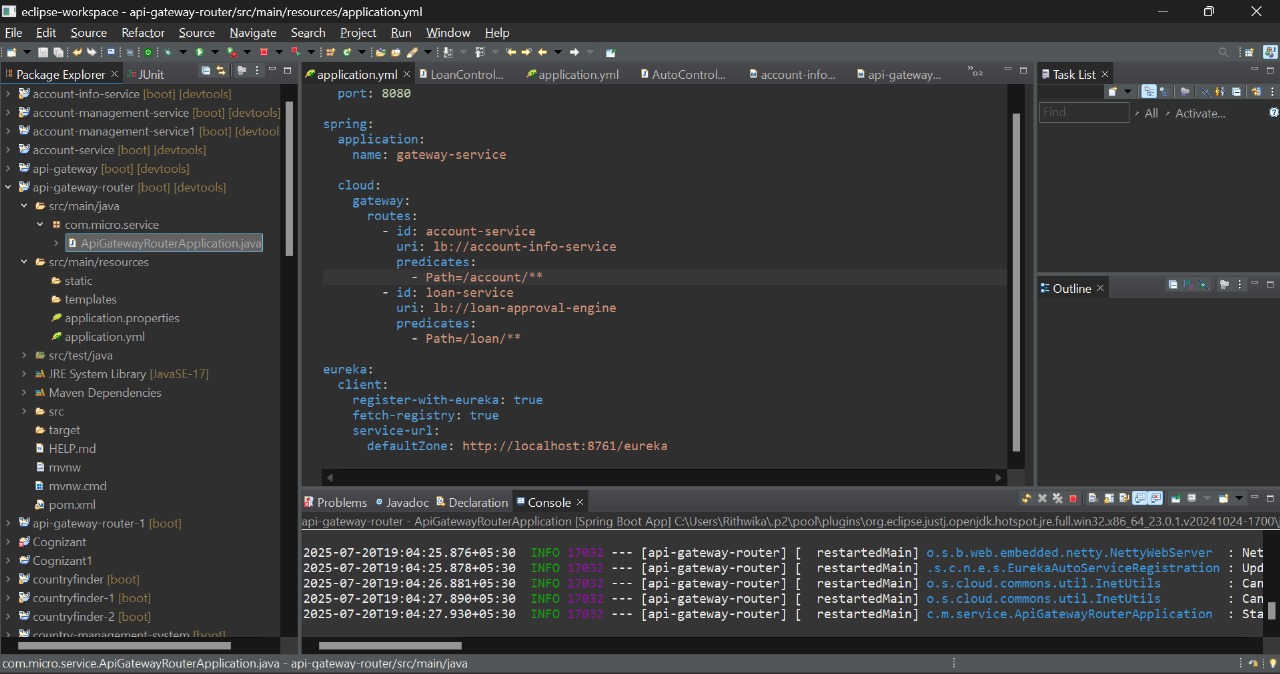 eclipse-workspace - api-gateway-router/src/main/resources/application.yml
File Edit Source Refactor Source Navigate Search Project Run Window Help
Package Explorer
JUnit
account-info-service [boot] [devtools]
account-management-service [boot] [devtools]
account-management-service1 [boot] [devtool
account-service [boot] [devtools]
api-gateway [boot] [devtools]
api-gateway-router [boot] [devtools]
src/main/java
com.micro.service
ApiGatewayRouterApplication.java
src/main/resources
static
templates
application.properties
application.yml
src/test/java
JRE System Library [JavaSE-17]
Maven Dependencies
src
target
HELP.md
mvnw
mvnw.cmd
pom.xml
api-gateway-router-1 [boot]
Cognizant
Cognizant1
countryfinder [boot]
countryfinder-1 [boot]
countryfinder-2 [boot]
country-management-system [boot]
application.yml
LoanControl...
application.yml
AutoControl...
account-info...
api-gateway...
port: 8080
spring:
application:
name: gateway-service
cloud:
gateway:
routes:
- id: account-service
uri: lb://account-info-service
predicates:
- Path=/account/**
- id: loan-service
uri: lb://loan-approval-engine
predicates:
- Path=/loan/**
eureka:
client:
register-with-eureka: true
fetch-registry: true
service-url:
defaultZone: http://localhost:8761/eureka
Task List
Find
All
Activate...
Outline
Problems
Javadoc
Declaration
Console
api-gateway-router - ApiGatewayRouterApplication [Spring Boot App] C:\Users\Rithwika\.p2\pool\plugins\org.eclipse.justj.openjdk.hotspot.jre.full.win32.x86_64_23.0.1.v20241024-1700\
2025-07-20T19:04:25.876+05:30 INFO 17032 --- [api-gateway-router] [ restartedMain] o.s.b.web.embedded.netty.NettyWebServer : Net
2025-07-20T19:04:25.878+05:30 INFO 17032 --- [api-gateway-router] [ restartedMain] .s.c.n.e.s.EurekaAutoServiceRegistration : Upd
2025-07-20T19:04:26.881+05:30 INFO 17032 --- [api-gateway-router] [ restartedMain] o.s.cloud.commons.util.InetUtils : Can
2025-07-20T19:04:27.890+05:30 INFO 17032 --- [api-gateway-router] [ restartedMain] o.s.cloud.commons.util.InetUtils : Can
2025-07-20T19:04:27.930+05:30 INFO 17032 --- [api-gateway-router] [ restartedMain] c.m.service.ApiGatewayRouterApplication : Sta
com.micro.service.ApiGatewayRouterApplication.java - api-gateway-router/src/main/java